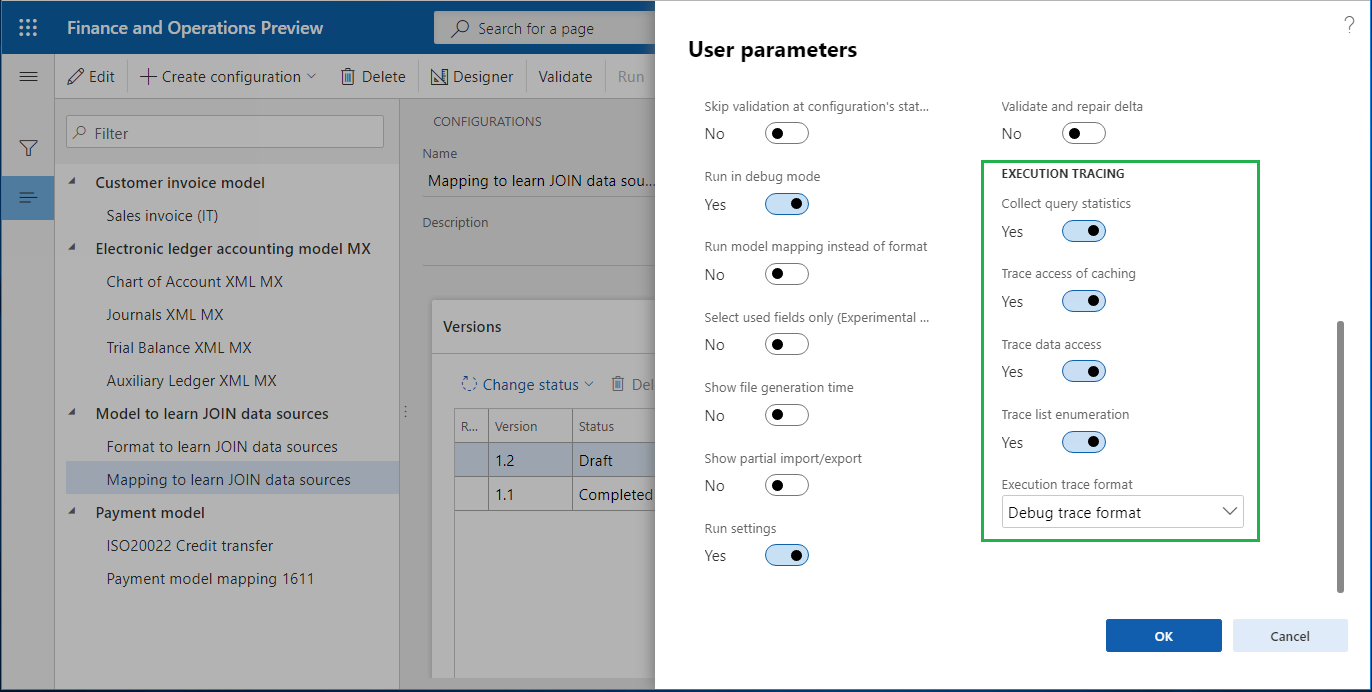 Finance and Operations Preview
Search for a page
?
Edit
Create configuration
Delete
Designer
Validate
Run
Filter
Customer invoice model
Sales invoice (IT)
Electronic ledger accounting model MX
Chart of Account XML MX
Journals XML MX
Trial Balance XML MX
Auxiliary Ledger XML MX
Model to learn JOIN data sources
Format to learn JOIN data sources
Mapping to learn JOIN data sources
Payment model
ISO20022 Credit transfer
Payment model mapping 1611
CONFIGURATIONS
Name
Mapping to learn JOIN data sou...
Description
Versions
Change status
Del
R...
Version
Status
1.2
Draft
1.1
Completed
User parameters
Skip validation at configuration's stat...
No
Run in debug mode
Yes
Run model mapping instead of format
No
Select used fields only (Experimental ...
No
Show file generation time
No
Show partial import/export
No
Run settings
Yes
Validate and repair delta
No
EXECUTION TRACING
Collect query statistics
Yes
Trace access of caching
Yes
Trace data access
Yes
Trace list enumeration
Yes
Execution trace format
Debug trace format
OK
Cancel